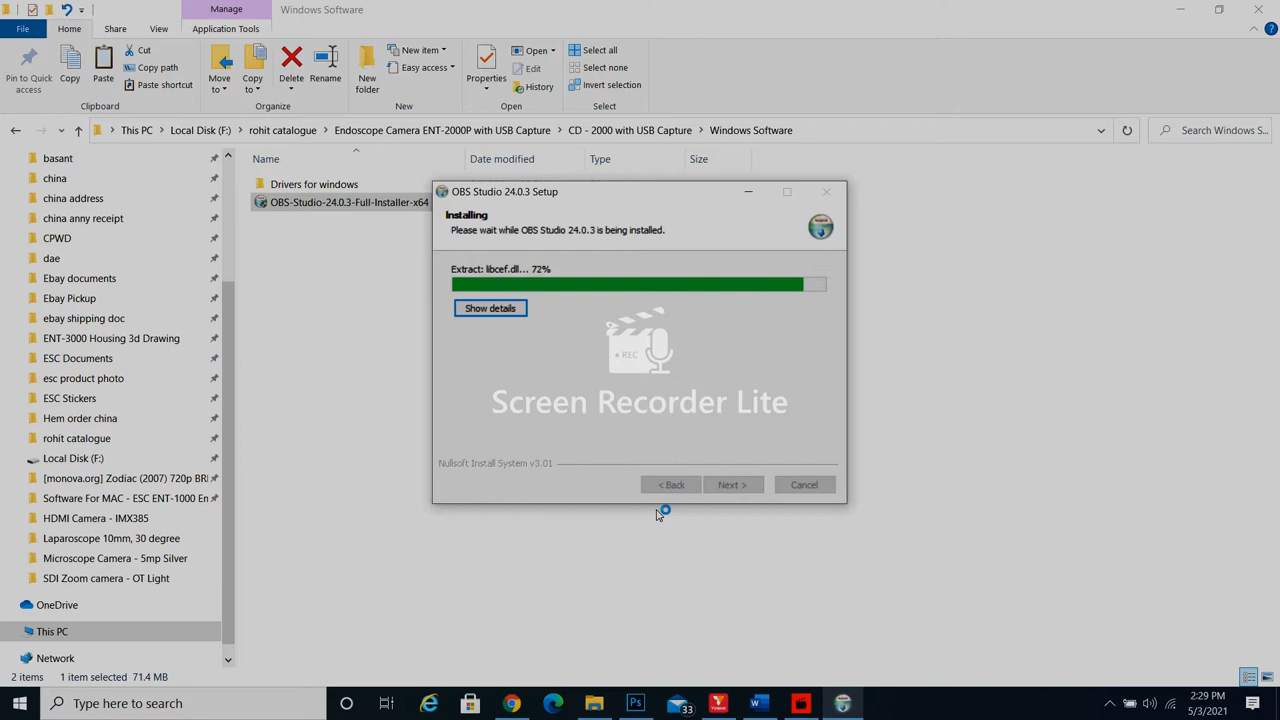 Manage
Windows Software
File
Home
Share
View
Application Tools
Pin to Quick
access
Copy
Paste
Cut
Copy path
Paste shortcut
Clipboard
Move
to
Copy
to
Delete
Rename
Organize
New
folder
New item
Easy access
New
Properties
Open
Edit
History
Open
Select all
Select none
Invert selection
Select
This PC
Local Disk (F:)
rohit catalogue
Endoscope Camera ENT-2000P with USB Capture
CD - 2000 with USB Capture
Windows Software
Search Windows S...
Name
Date modified
Type
Size
Drivers for windows
OBS-Studio-24.0.3-Full-Installer-x64
basant
china
china address
china anny receipt
CPWD
dae
Ebay documents
Ebay Pickup
ebay shipping doc
ENT-3000 Housing 3d Drawing
ESC Documents
esc product photo
ESC Stickers
Hem order china
rohit catalogue
Local Disk (F:)
[monova.org] Zodiac (2007) 720p BR
Software For MAC - ESC ENT-1000 En
HDMI Camera - IMX385
Laparoscope 10mm, 30 degree
Microscope Camera - 5mp Silver
SDI Zoom camera - OT Light
OneDrive
This PC
Network
OBS Studio 24.0.3 Setup
Installing
Please wait while OBS Studio 24.0.3 is being installed.
Extract: libcef.dll... 72%
Show details
REC
Screen Recorder Lite
Nullsoft Install System v3.01
< Back
Next >
Cancel
2 items
1 item selected 71.4 MB
Type here to search
Ps
33
2:29 PM
5/3/2021